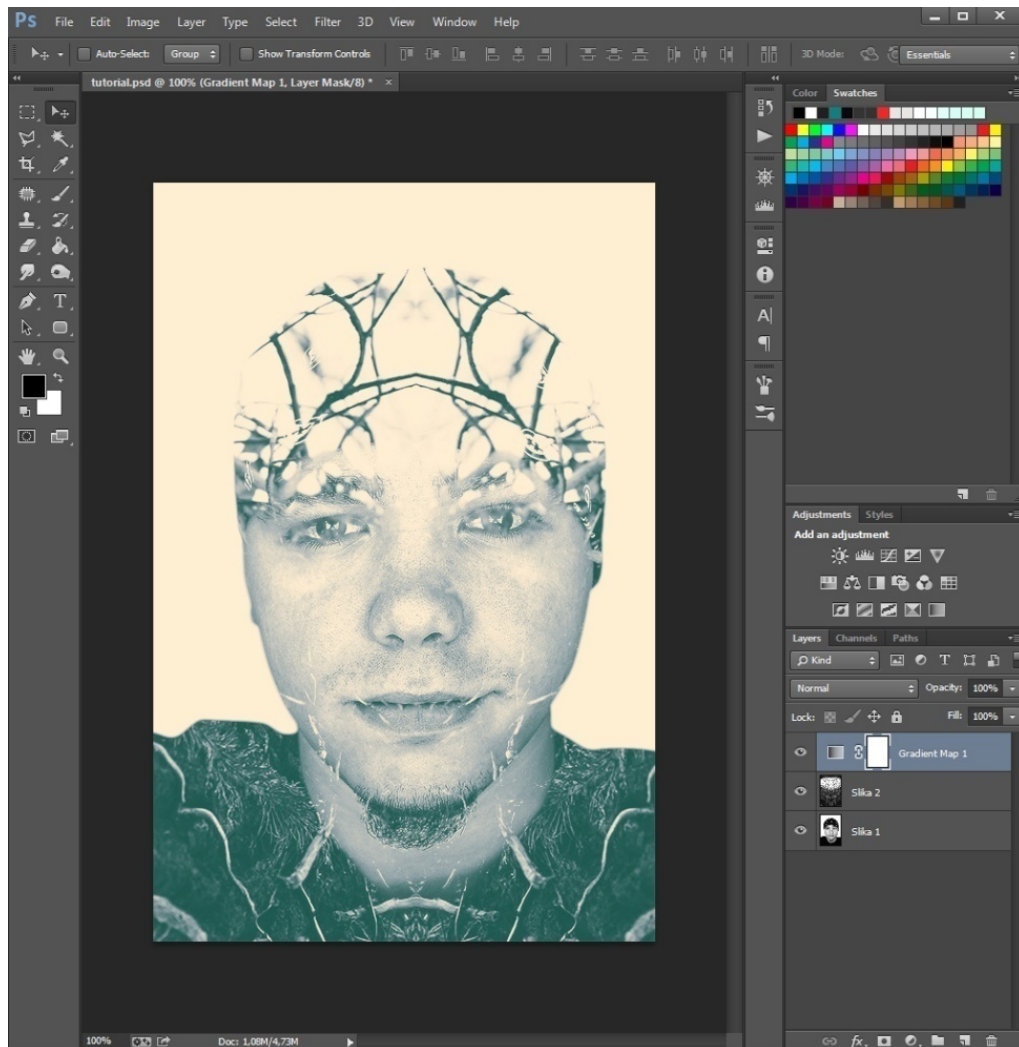 Ps File Edit Image Layer Type Select Filter 3D View Window Help
Auto-Select: Group Show Transform Controls 3D Mode: Essentials
tutorial.psd @ 100% (Gradient Map 1, Layer Mask/8) *
Color Swatches
Adjustments Styles
Add an adjustment
Layers Channels Paths
Kind
Normal Opacity: 100%
Lock: Fill: 100%
Gradient Map 1
Slika 2
Slika 1
100% Doc: 1,08M/4,73M